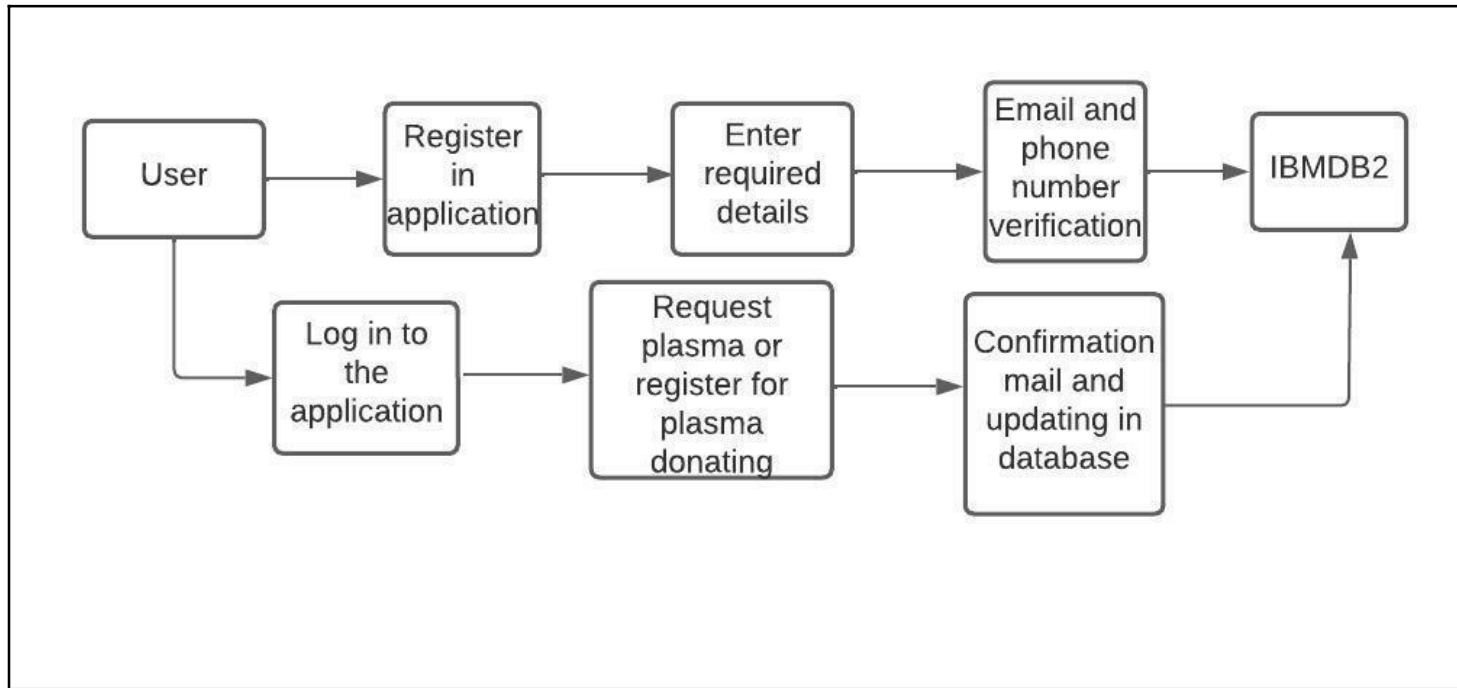 User
Register
in
application
Enter
required
details
Email and
phone
number
verification
IBMDB2
Log in to
the
application
Request
plasma or
register for
plasma
donating
Confirmation
mail and
updating in
database